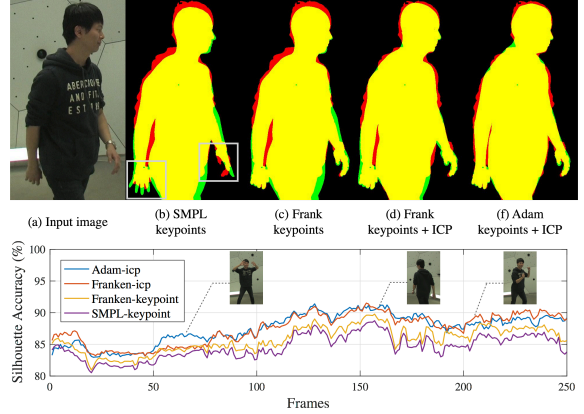 ABERCROMBIE
AND FIT
EST
(a) Input image
(b) SMPL
keypoints
(c) Frank
keypoints
(d) Frank
keypoints + ICP
(f) Adam
keypoints + ICP
Silhouette Accuracy (%)
100
95
90
85
80
Adam-icp
Franken-icp
Franken-keypoint
SMPL-keypoint
0
50
100
150
200
250
Frames